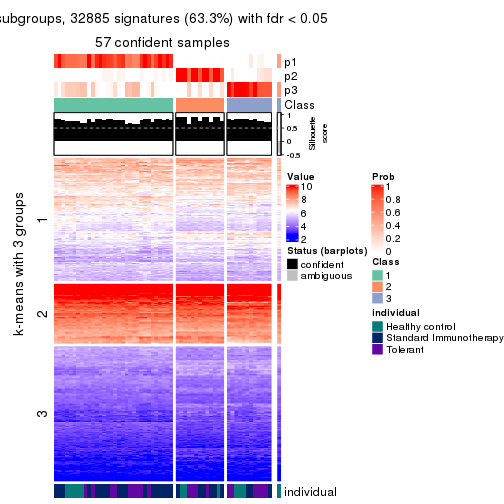 subgroups, 32885 signatures (63.3%) with fdr < 0.05
57 confident samples
p1
p2
p3
Class
1
0.5
0
-0.5
Silhouette
score
k-means with 3 groups
1
2
3
individual
Value
10
8
6
4
2
Status (barplots)
confident
ambiguous
Prob
1
0.8
0.6
0.4
0.2
0
Class
1
2
3
individual
Healthy control
Standard Immunotherapy
Tolerant